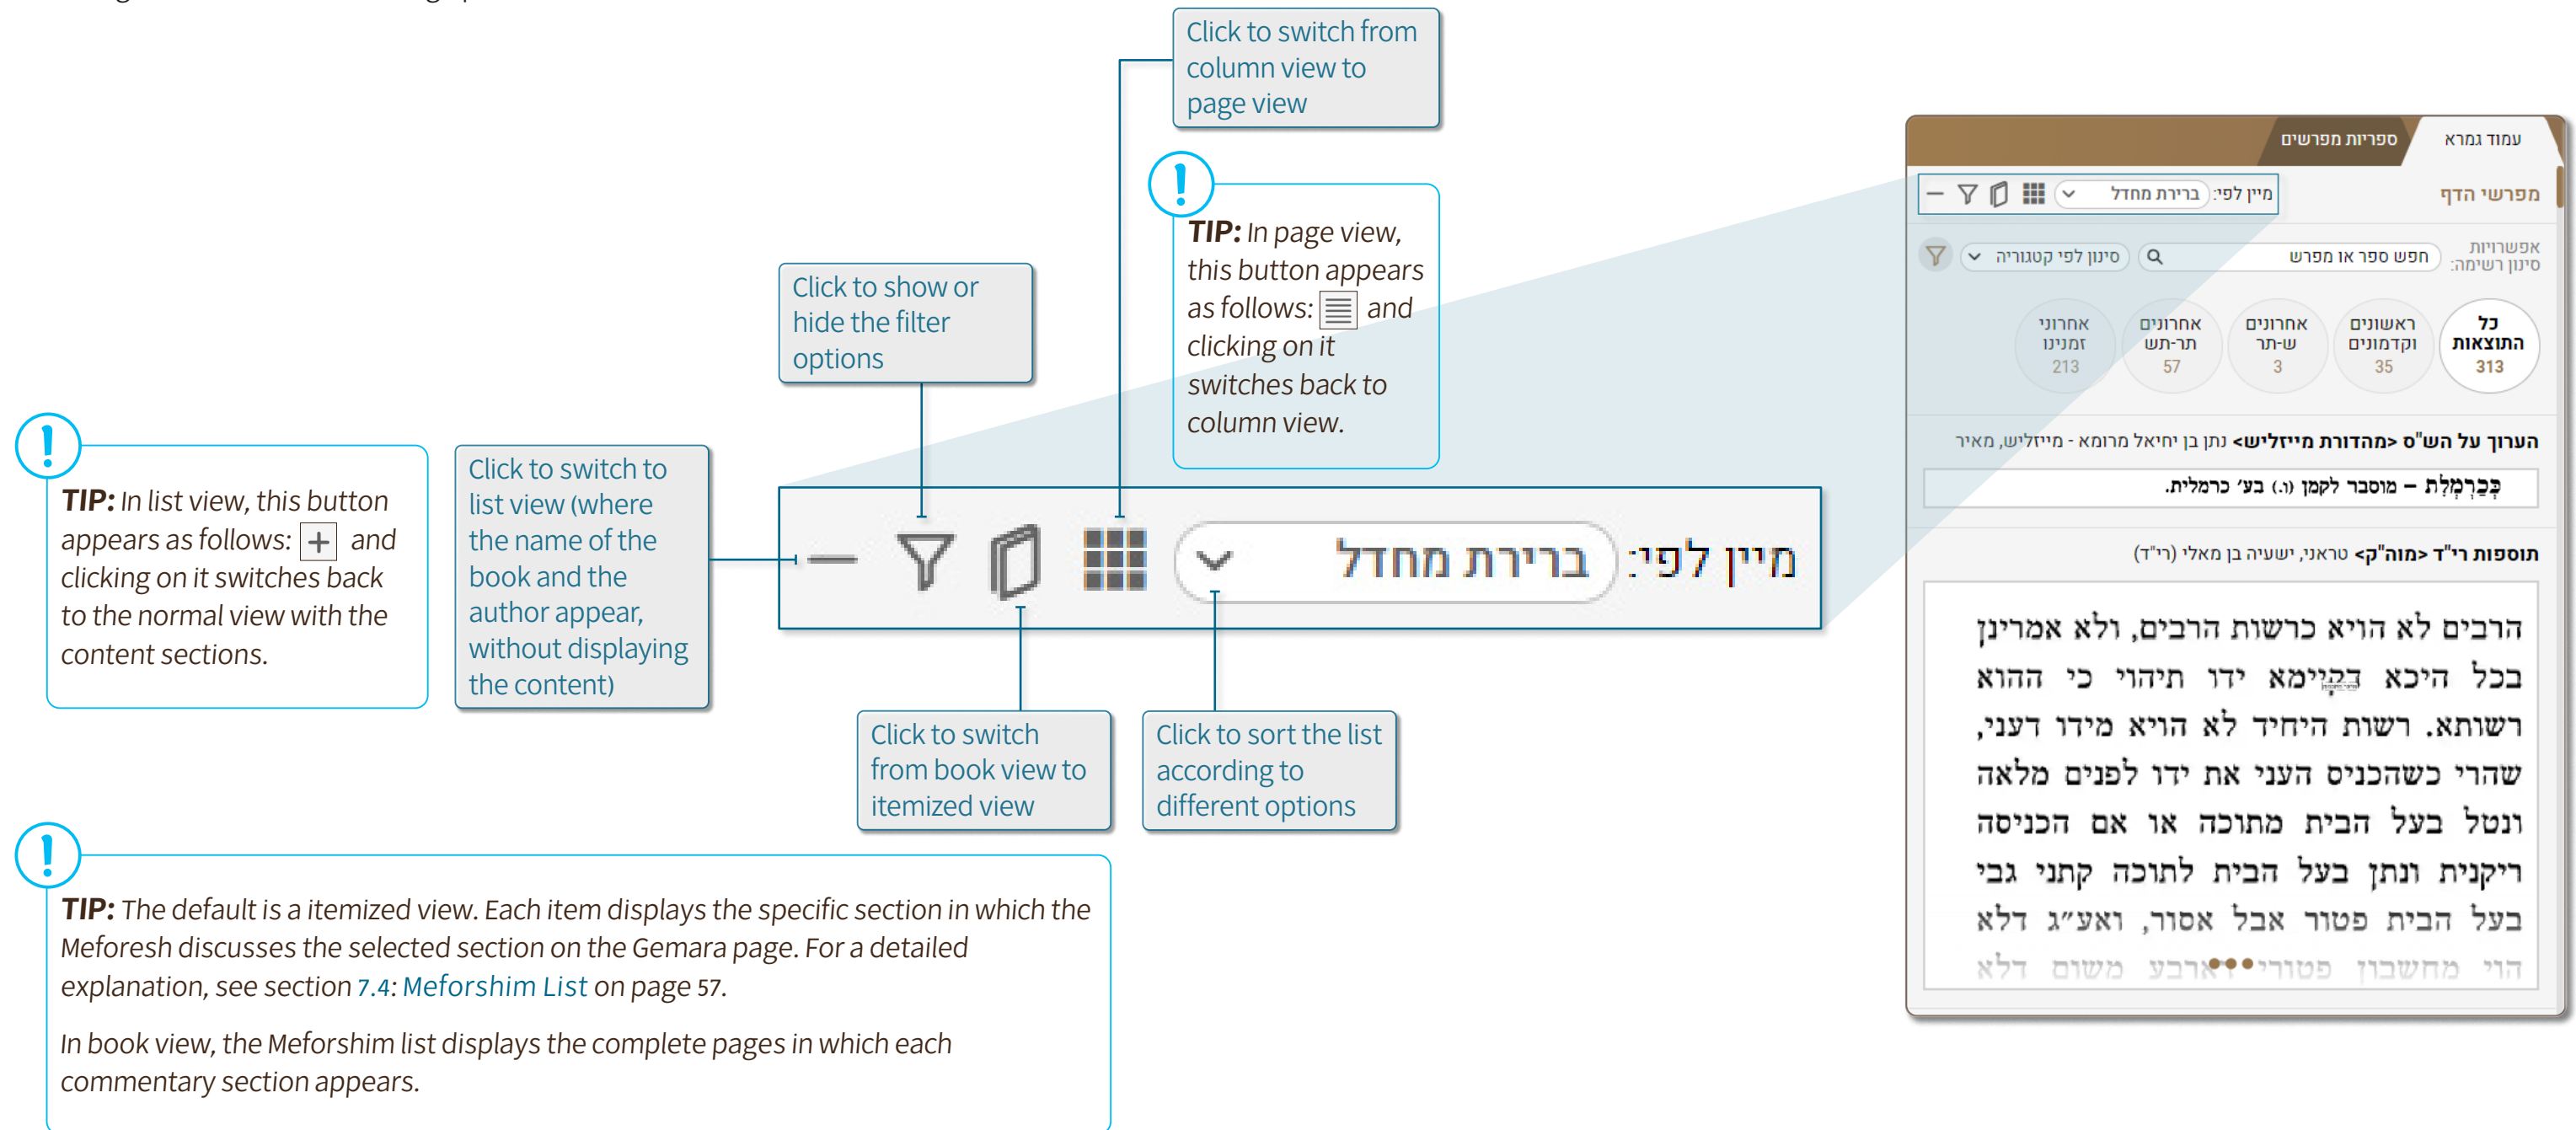 Click to switch from
column view to
page view
TIP: In page view,
this button appears
as follows: and
clicking on it
switches back to
column view.
Click to show or
hide the filter
options
TIP: In list view, this button
appears as follows: + and
clicking on it switches back
to the normal view with the
content sections.
Click to switch to
list view (where
the name of the
book and the
author appear,
without displaying
the content)
מיין לפי: ברירת מחדל
Click to switch
from book view to
itemized view
Click to sort the list
according to
different options
TIP: The default is a itemized view. Each item displays the specific section in which the
Meforesh discusses the selected section on the Gemara page. For a detailed
explanation, see section 7.4: Meforshim List on page 57.
In book view, the Meforshim list displays the complete pages in which each
commentary section appears.
עמוד גמרא
ספריות מפרשים
מפרשי הדף
מיין לפי: ברירת מחדל
אפשרויות
סינון רשימה:
חפש ספר או מפרש
סינון לפי קטגוריה
כל
התוצאות
313
ראשונים
וקדמונים
35
אחרונים
ש-תר
3
אחרונים
תר-תש
57
אחרוני
זמנינו
213
הערוך על הש"ס <מהדורת מייזליש> נתן בן יחיאל מרומא - מייזליש, מאיר
כְּכַרְמְלִת – מוסבר לקמן (ו.) בע׳ כרמלית.
תוספות רי"ד <מוה"ק> טראני, ישעיה בן מאלי (רי"ד)
הרבים לא הויא כרשות הרבים, ולא אמרינן
בכל היכא דקיימא ידו תיהוי כי ההוא
רשותא. רשות היחיד לא הויא מידו דעני,
שהרי כשהכניס העני את ידו לפנים מלאה
ונטל בעל הבית מתוכה או אם הכניסה
ריקנית ונתן בעל הבית לתוכה קתני גבי
בעל הבית פטור אבל אסור, ואע״ג דלא
הוי מחשבון פטורי דארבע משום דלא